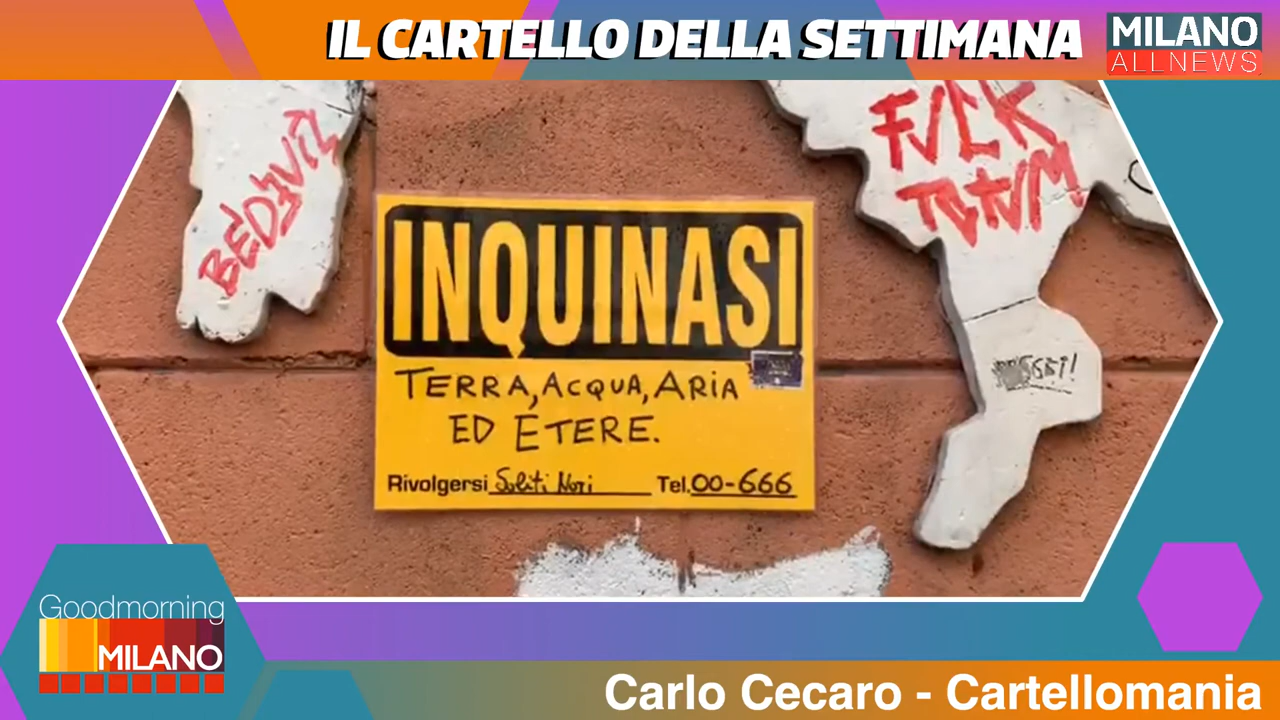 IL CARTELLO DELLA SETTIMANA
MILANO
ALLNEWS
BEDEVIL
FUCK
TOTUM
INQUINASI
TERRA, ACQUA, ARIA
ED ETERE.
Rivolgersi Soliti Noti Tel. 00-666
Goodmorning
MILANO
Carlo Cecaro - Cartellomania